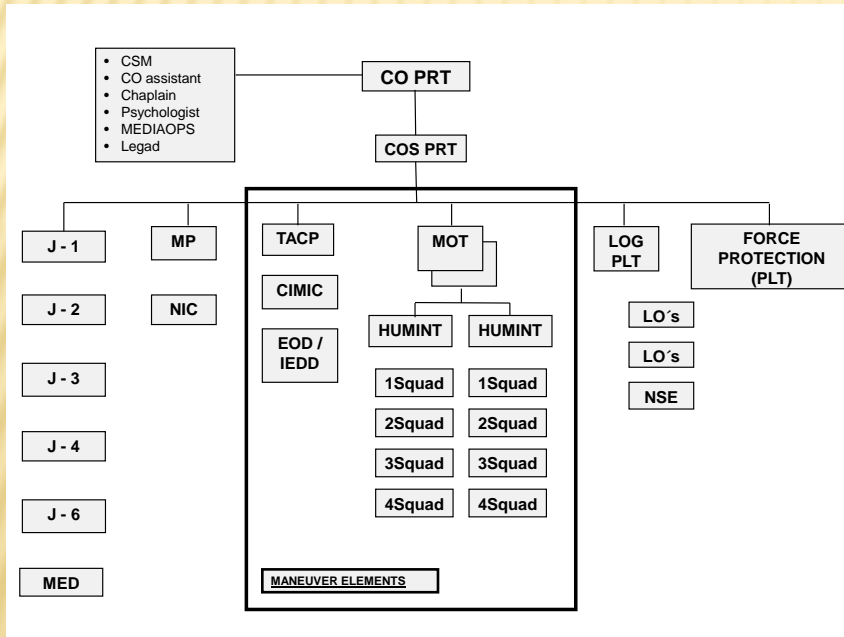 • CSM
• CO assistant
• Chaplain
• Psychologist
• MEDIAOPS
• Legad
CO PRT
COS PRT
J - 1
J - 2
J - 3
J - 4
J - 6
MED
MP
NIC
TACP
CIMIC
EOD /
IEDD
MOT
HUMINT
1Squad
2Squad
3Squad
4Squad
HUMINT
1Squad
2Squad
3Squad
4Squad
MANEUVER ELEMENTS
LOG
PLT
LO´s
LO´s
NSE
FORCE
PROTECTION
(PLT)